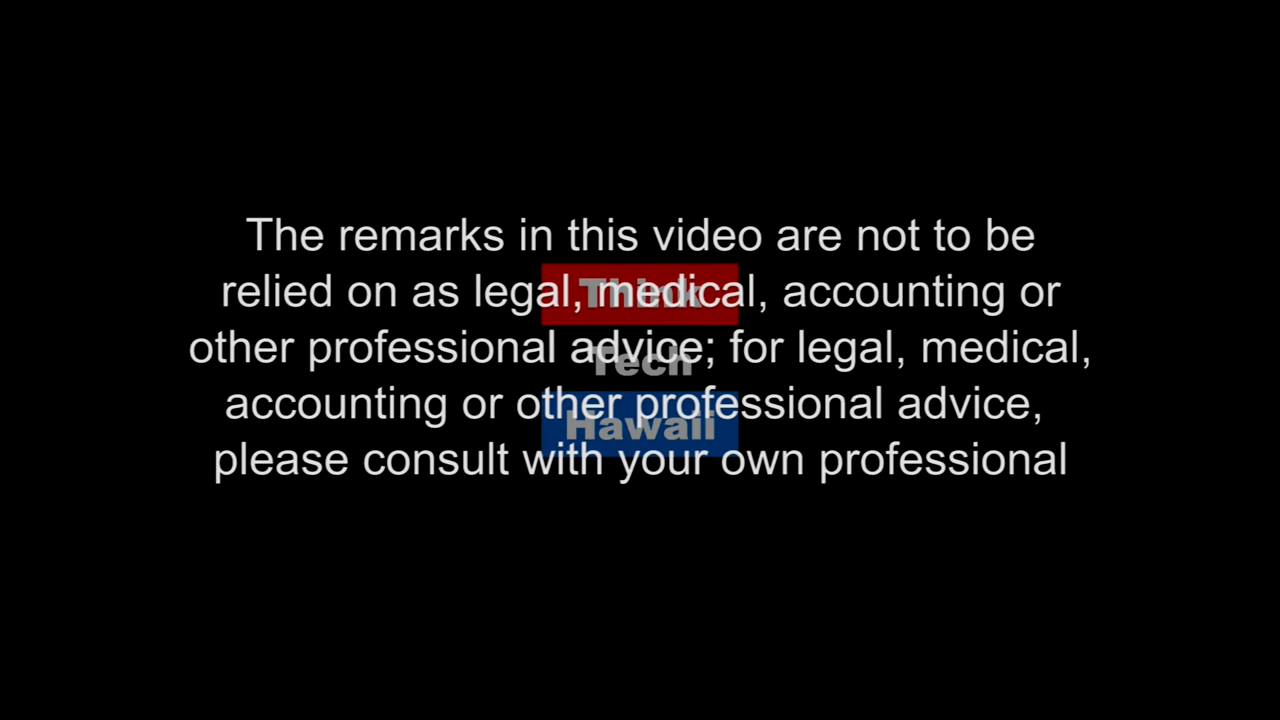 The remarks in this video are not to be
relied on as legal, medical, accounting or
other professional advice; for legal, medical,
accounting or other professional advice,
please consult with your own professional
Think
Tech
Hawaii